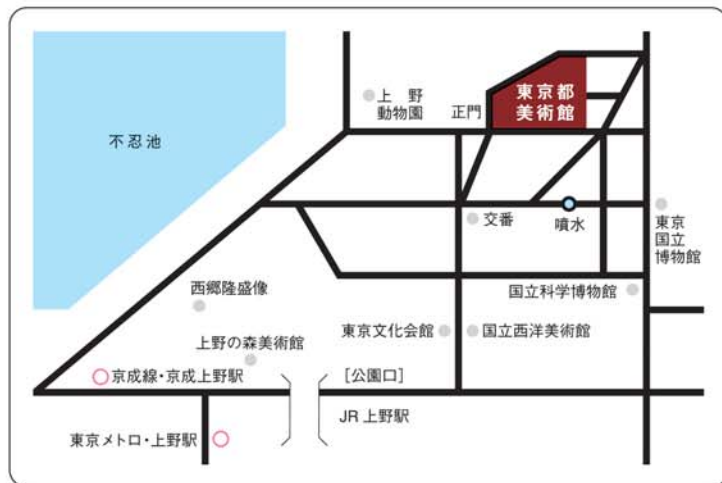 東京都
美術館
上野
動物園
正門
不忍池
交番
噴水
東京
国立
博物館
西郷隆盛像
国立科学博物館
上野の森美術館
東京文化会館
国立西洋美術館
京成線・京成上野駅
［公園口］
JR上野駅
東京メトロ・上野駅